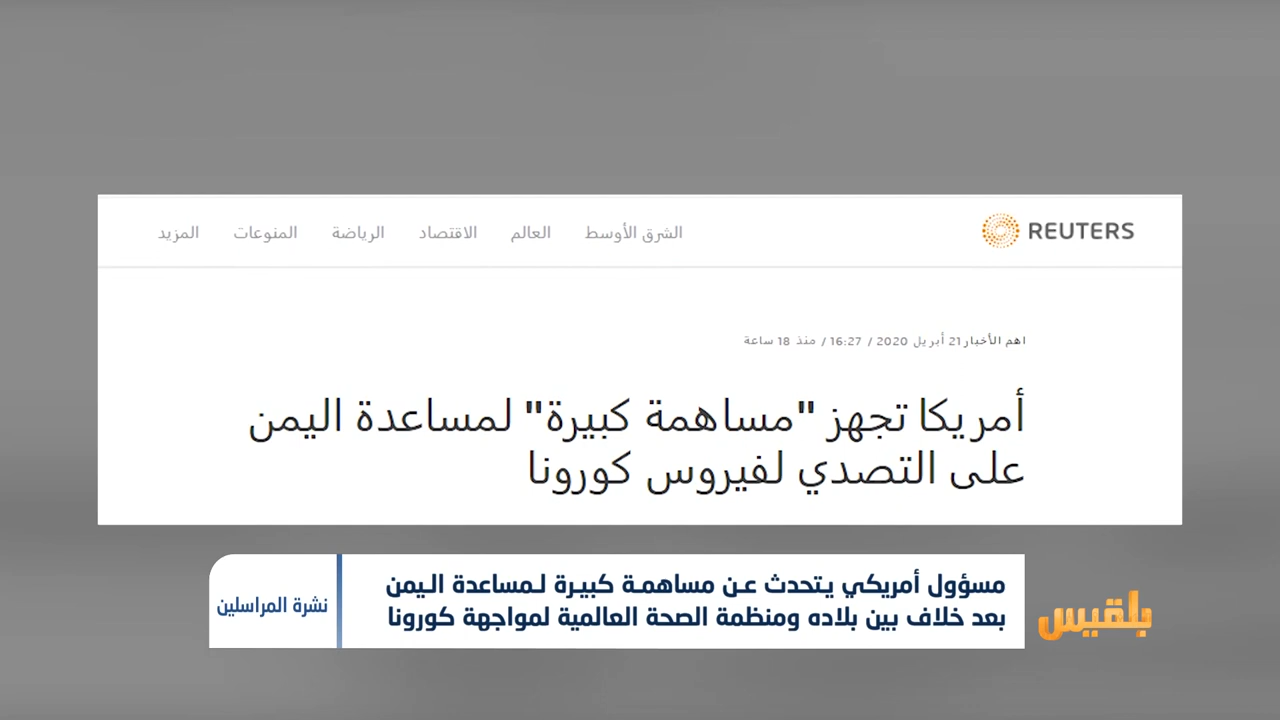 REUTERS
الشرق الأوسط العالم الاقتصاد الرياضة المنوعات المزيد
اهم الأخبار 21 أبريل 2020 / 16:27 / منذ 18 ساعة
أمريكا تجهز "مساهمة كبيرة" لمساعدة اليمن
على التصدي لفيروس كورونا
مسؤول أمريكي يتحدث عن مساهمة كبيرة لمساعدة اليمن
بعد خلاف بين بلاده ومنظمة الصحة العالمية لمواجهة كورونا
نشرة المراسلين
بلقيس